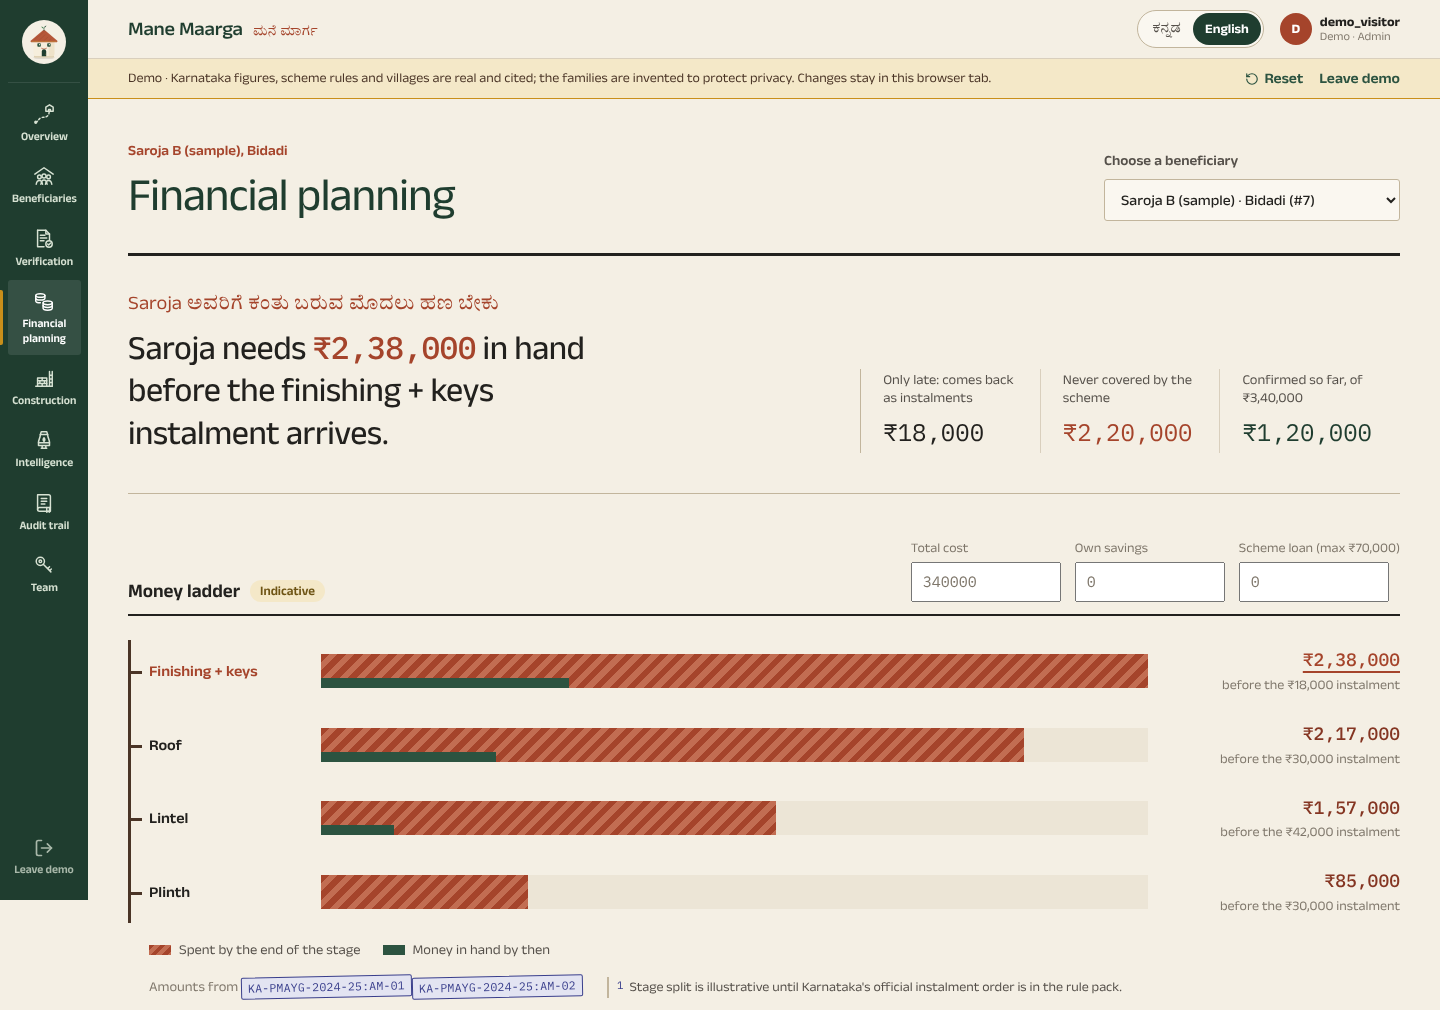 Mane Maarga ಮನೆ ಮಾರ್ಗ
ಕನ್ನಡ English
D demo_visitor
Demo · Admin
Demo · Karnataka figures, scheme rules and villages are real and cited; the families are invented to protect privacy. Changes stay in this browser tab.
Reset Leave demo
Overview
Beneficiaries
Verification
Financial
planning
Construction
Intelligence
Audit trail
Team
Leave demo
Saroja B (sample), Bidadi
Financial planning
Choose a beneficiary
Saroja B (sample) · Bidadi (#7)
Saroja ಅವರಿಗೆ ಕಂತು ಬರುವ ಮೊದಲು ಹಣ ಬೇಕು
Saroja needs ₹2,38,000 in hand
before the finishing + keys
instalment arrives.
Only late: comes back
as instalments
₹18,000
Never covered by the
scheme
₹2,20,000
Confirmed so far, of
₹3,40,000
₹1,20,000
Money ladder Indicative
Total cost
340000
Own savings
0
Scheme loan (max ₹70,000)
0
Finishing + keys
₹2,38,000
before the ₹18,000 instalment
Roof
₹2,17,000
before the ₹30,000 instalment
Lintel
₹1,57,000
before the ₹42,000 instalment
Plinth
₹85,000
before the ₹30,000 instalment
Spent by the end of the stage Money in hand by then
Amounts from KA-PMAYG-2024-25:AM-01 KA-PMAYG-2024-25:AM-02
1 Stage split is illustrative until Karnataka's official instalment order is in the rule pack.